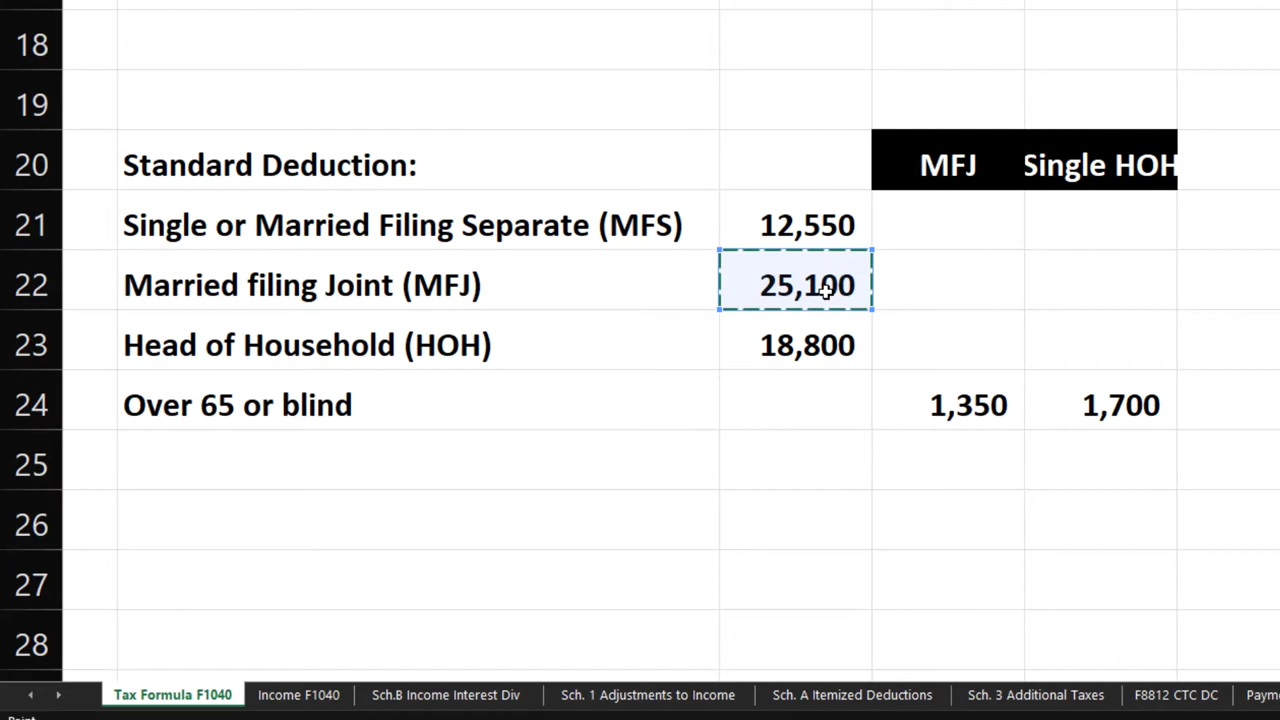 18
19
20 Standard Deduction: MFJ Single HOH
21 Single or Married Filing Separate (MFS) 12,550
22 Married filing Joint (MFJ) 25,100
23 Head of Household (HOH) 18,800
24 Over 65 or blind 1,350 1,700
25
26
27
28
Tax Formula F1040 Income F1040 Sch.B Income Interest Div Sch. 1 Adjustments to Income Sch. A Itemized Deductions Sch. 3 Additional Taxes F8812 CTC DC Payme
Point